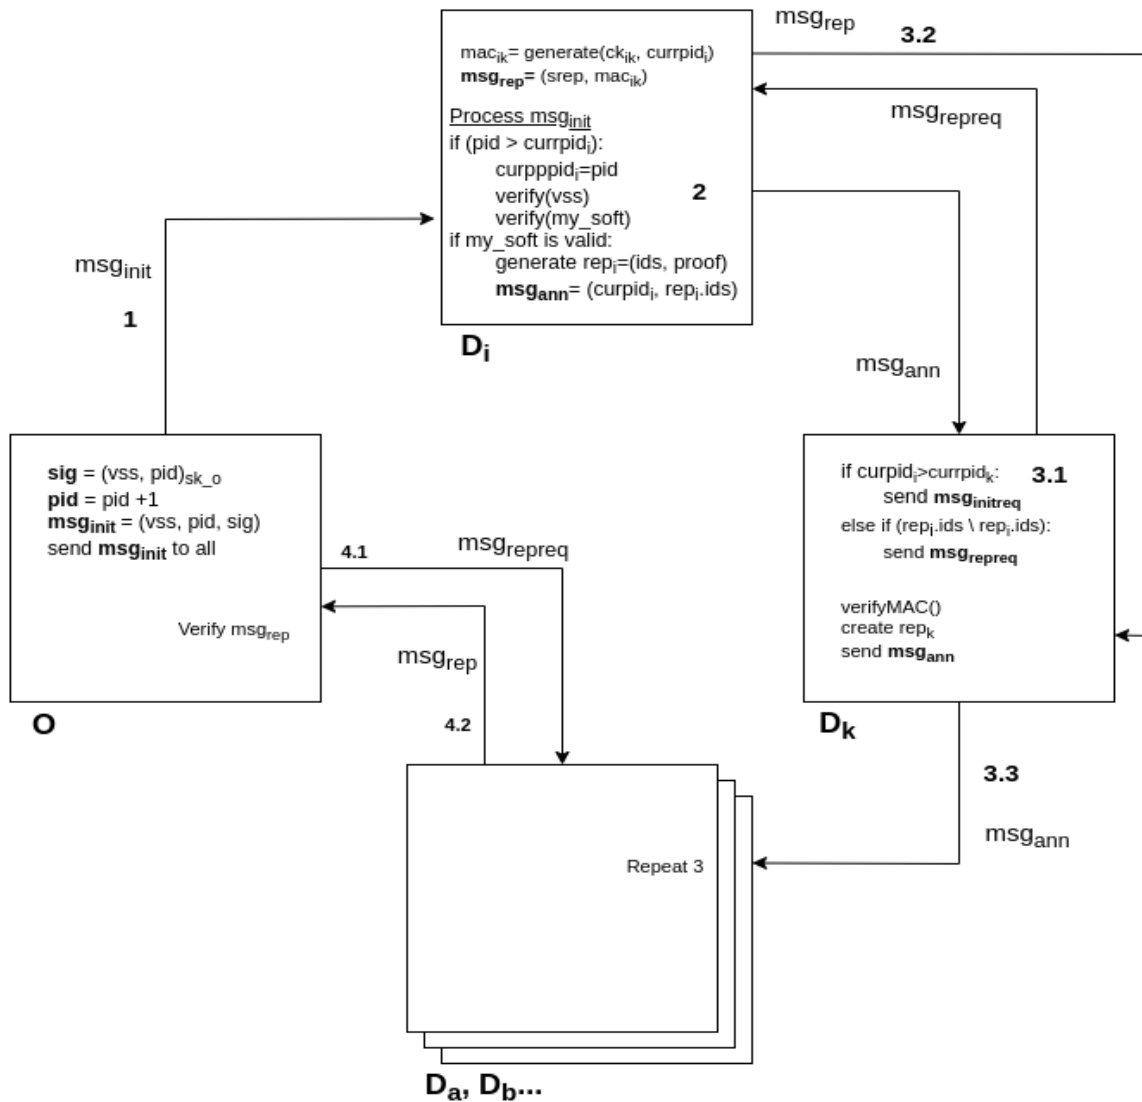 msg_rep
3.2
mac_ik= generate(ck_ik, currpid_i)
msg_rep= (srep, mac_ik)
Process msg_init
if (pid > currpid_i):
curpppid_i=pid
verify(vss)
verify(my_soft)
if my_soft is valid:
generate rep_i=(ids, proof)
msg_ann= (curpid_i, rep_i.ids)
2
D_i
msg_repreq
msg_init
1
msg_ann
sig = (vss, pid)_sk_o
pid = pid +1
msg_init = (vss, pid, sig)
send msg_init to all
Verify msg_rep
O
4.1
msg_repreq
msg_rep
4.2
if curpid_i>currpid_k:
3.1
send msg_initreq
else if (rep_i.ids \ rep_i.ids):
send msg_repreq
verifyMAC()
create rep_k
send msg_ann
D_k
3.3
msg_ann
Repeat 3
D_a, D_b...